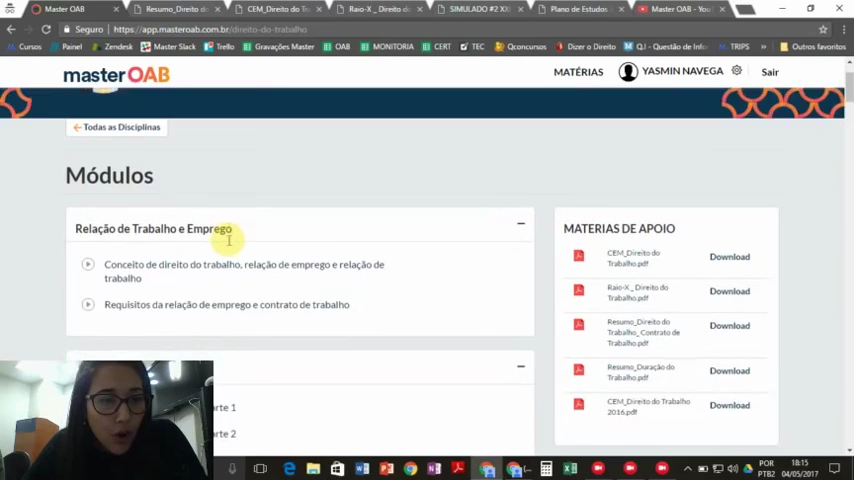 Master OAB
Resumo_Direito do
CEM_Direito do Tr
Raio-X _ Direito do
SIMULADO #2 XX
Plano de Estudos
Master OAB - You
Seguro
https://app.masteroab.com.br/direito-do-trabalho
Cursos
Painel
Zendesk
Master Slack
Trello
Gravações Master
OAB
MONITORIA
CERT
TEC
Qconcursos
Dizer o Direito
Q.I - Questão de Inf
TRIPS
»
Outros favoritos
masterOAB
MATÉRIAS
YASMIN NAVEGA
Sair
Todas as Disciplinas
Módulos
Relação de Trabalho e Emprego
Conceito de direito do trabalho, relação de emprego e relação de
trabalho
Requisitos da relação de emprego e contrato de trabalho
arte 1
arte 2
MATERIAS DE APOIO
CEM_Direito do
Trabalho.pdf
Download
Raio-X _ Direito do
Trabalho.pdf
Download
Resumo_Direito do
Trabalho_Contrato de
Trabalho.pdf
Download
Resumo_Duração do
Trabalho.pdf
Download
CEM_Direito do Trabalho
2016.pdf
Download
POR
PTB2
18:15
04/05/2017